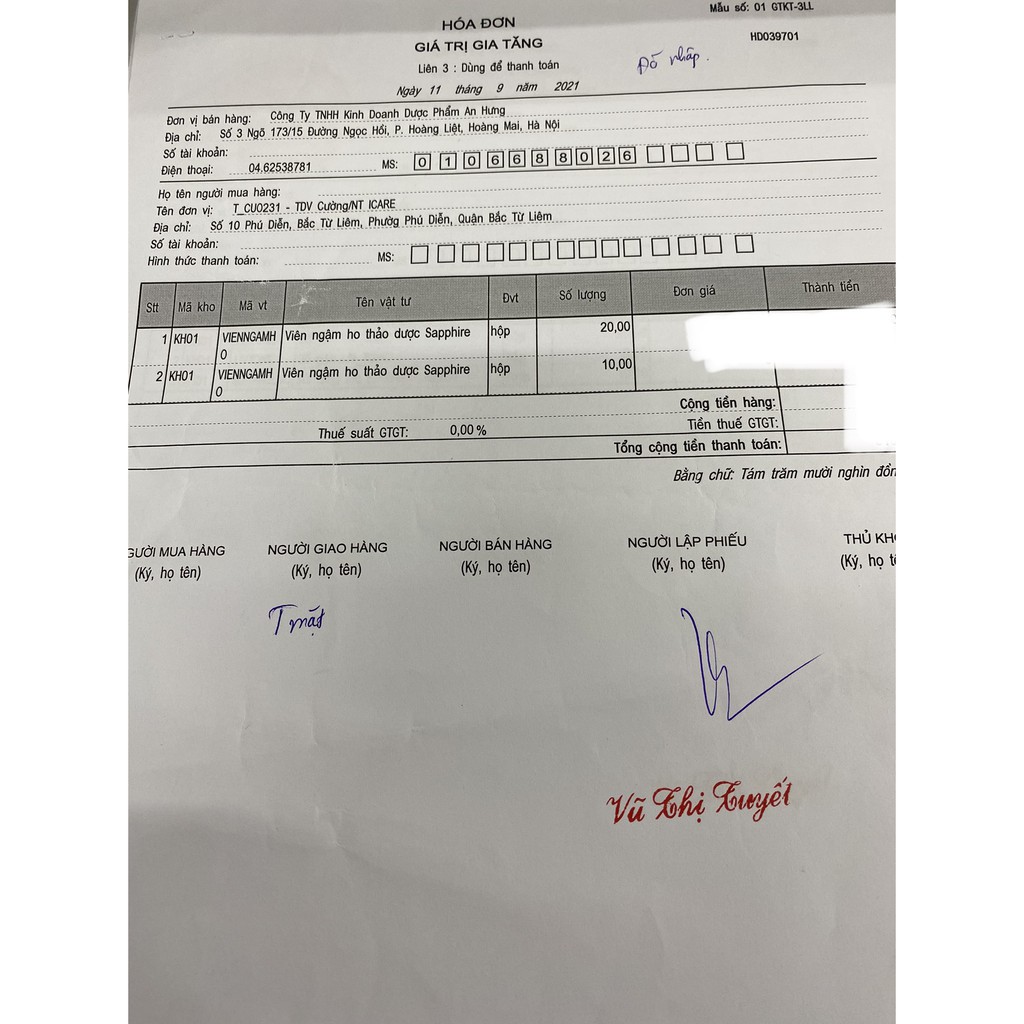 Mẫu số: 01 GTKT-3LL
HÓA ĐƠN
GIÁ TRỊ GIA TĂNG
HD039701
Liên 3 : Dùng để thanh toán
Đó nhập.
Ngày 11 tháng 9 năm 2021
Đơn vị bán hàng: Công Ty TNHH Kinh Doanh Dược Phẩm An Hưng
Địa chỉ: Số 3 Ngõ 173/15 Đường Ngọc Hồi, P. Hoàng Liệt, Hoàng Mai, Hà Nội
Số tài khoản:
Điện thoại: 04.62538781 MS: 0 1 0 6 6 8 8 0 2 6
Họ tên người mua hàng:
Tên đơn vị: T_CUO231 - TDV Cường/NT ICARE
Địa chỉ: Số 10 Phú Diễn, Bắc Từ Liêm, Phường Phú Diễn, Quận Bắc Từ Liêm
Số tài khoản:
Hình thức thanh toán: MS:
Stt Mã kho Mã vt Tên vật tư Đvt Số lượng Đơn giá Thành tiền
1 KH01 VIENNGAMHO Viên ngậm ho thảo dược Sapphire hộp 20,00
2 KH01 VIENNGAMHO Viên ngậm ho thảo dược Sapphire hộp 10,00
Cộng tiền hàng:
Thuế suất GTGT: 0,00 % Tiền thuế GTGT:
Tổng cộng tiền thanh toán:
Bằng chữ: Tám trăm mười nghìn đồn
GƯỜI MUA HÀNG NGƯỜI GIAO HÀNG NGƯỜI BÁN HÀNG NGƯỜI LẬP PHIẾU THỦ KH
(Ký, họ tên) (Ký, họ tên) (Ký, họ tên) (Ký, họ tên) (Ký, họ t
T mặt
Vũ Thị Tuyết